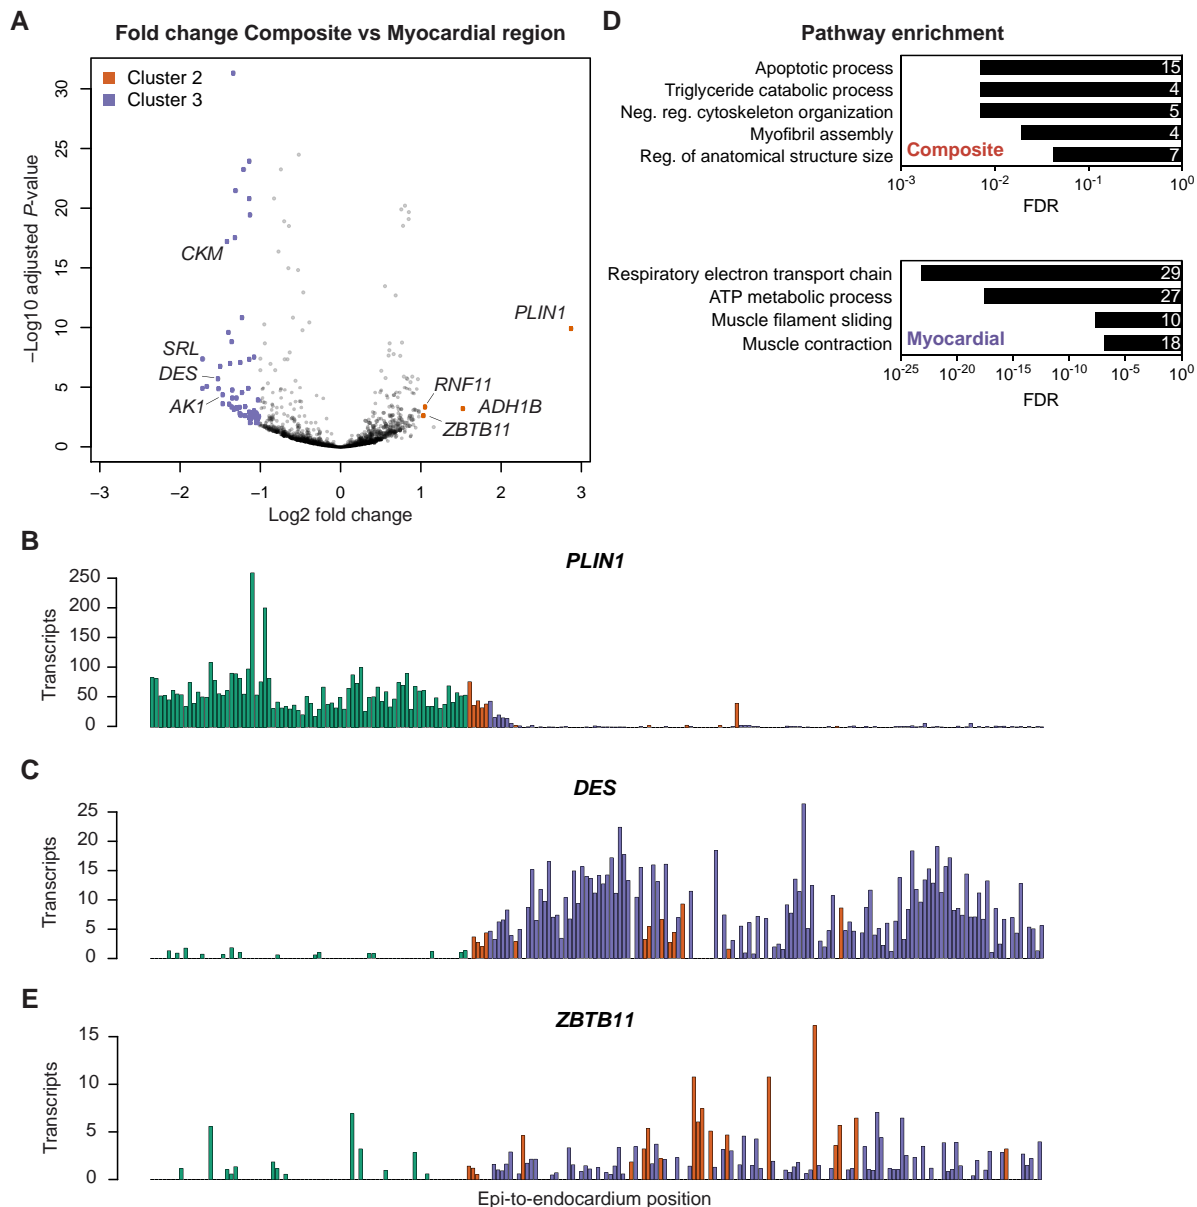 A
Fold change Composite vs Myocardial region
Cluster 2
Cluster 3
−Log10 adjusted P-value
30
25
20
15
10
5
0
CKM
SRL
DES
AK1
PLIN1
RNF11
ADH1B
ZBTB11
−3 −2 −1 0 1 2 3
Log2 fold change
D
Pathway enrichment
Apoptotic process 15
Triglyceride catabolic process 4
Neg. reg. cytoskeleton organization 5
Myofibril assembly 4
Reg. of anatomical structure size 7
Composite
10⁻³ 10⁻² 10⁻¹ 10⁰
FDR
Respiratory electron transport chain 29
ATP metabolic process 27
Muscle filament sliding 10
Muscle contraction 18
Myocardial
10⁻²⁵ 10⁻²⁰ 10⁻¹⁵ 10⁻¹⁰ 10⁻⁵ 10⁰
FDR
B
PLIN1
Transcripts
250
200
150
100
50
0
C
DES
Transcripts
25
20
15
10
5
0
E
ZBTB11
Transcripts
15
10
5
0
Epi-to-endocardium position